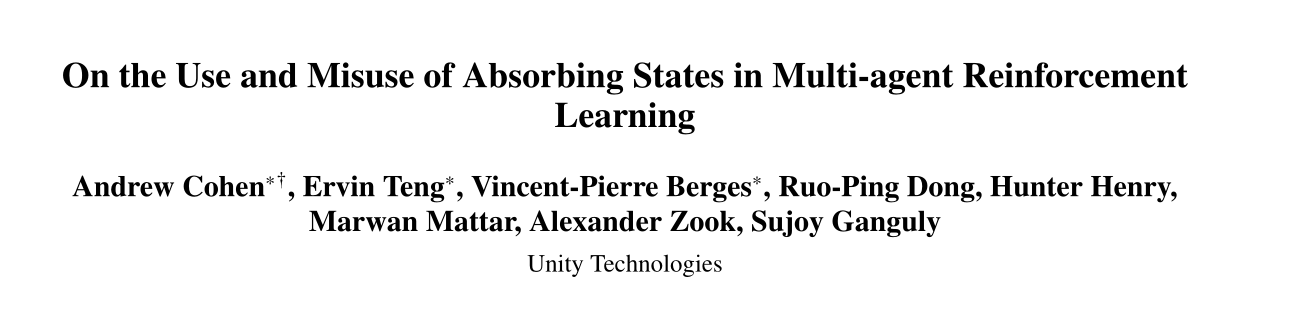 On the Use and Misuse of Absorbing States in Multi-agent Reinforcement
Learning
Andrew Cohen*†, Ervin Teng*, Vincent-Pierre Berges*, Ruo-Ping Dong, Hunter Henry,
Marwan Mattar, Alexander Zook, Sujoy Ganguly
Unity Technologies